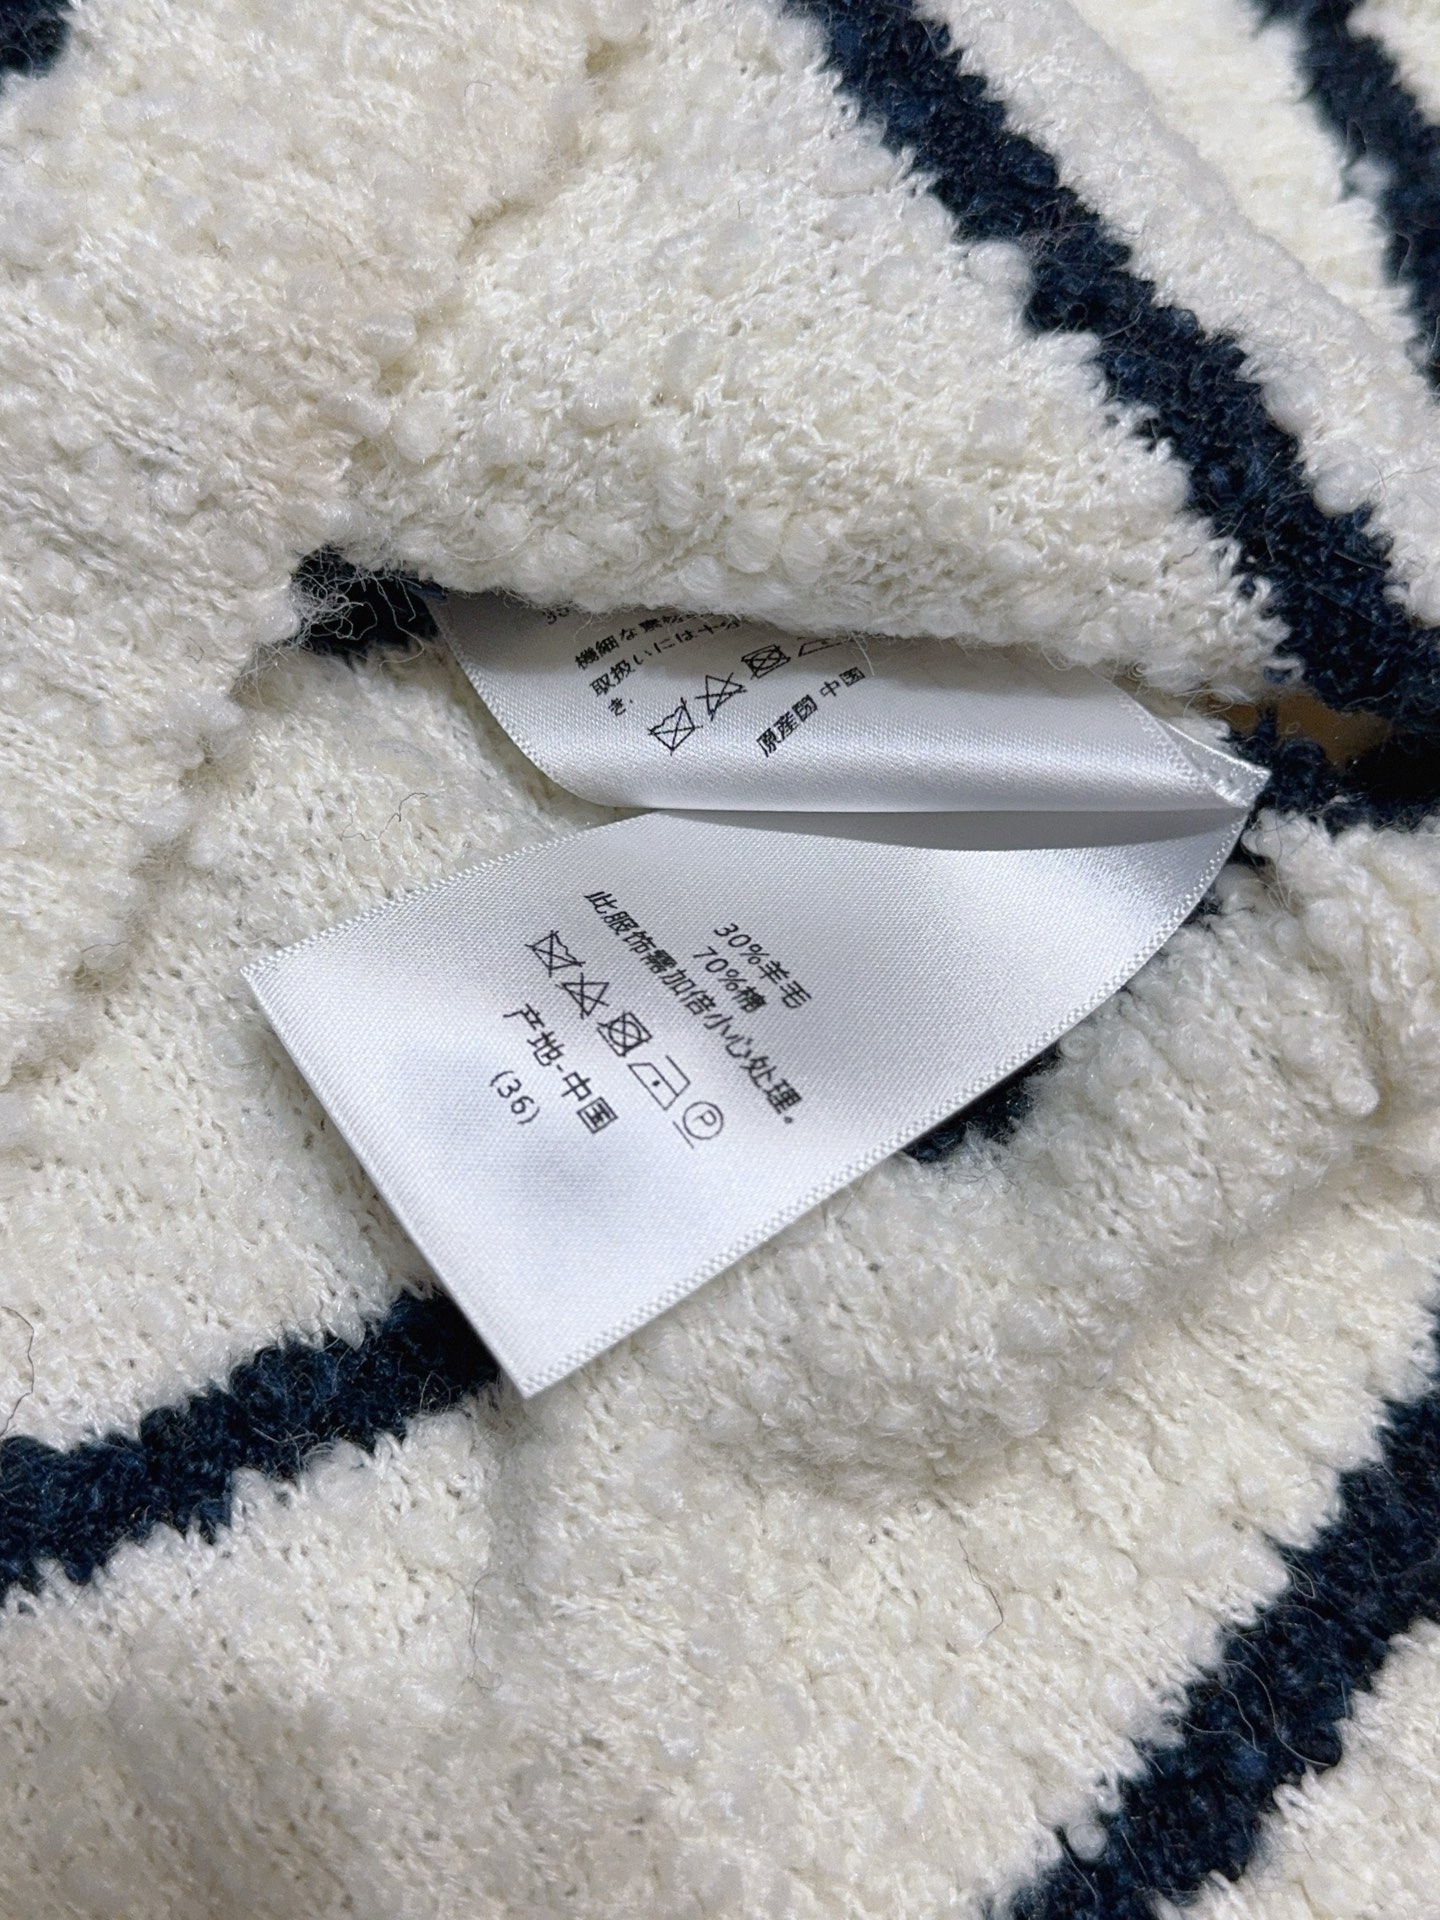 機細な素材
取扱いには十分
き.
原産国 中国
30%羊毛
70%棉
此服饰需加倍小心处理。
P
产地-中国
(36)